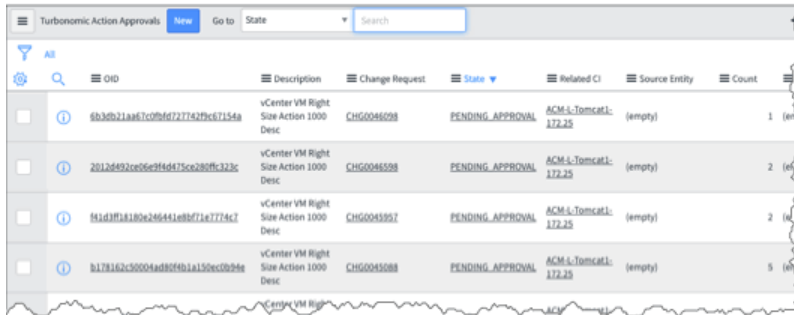 Turbonomic Action Approvals New Go to State Search
All
OID Description Change Request State Related CI Source Entity Count
vCenter VM Right
6b3db21aa67c0fbfd727742f9c67154a Size Action 1000 CHG0046098 PENDING_APPROVAL ACM-L-Tomcat1-172.25 (empty) 1
Desc
vCenter VM Right
2012d492ce06e9f4d475ce280ffc323c Size Action 1000 CHG0046598 PENDING_APPROVAL ACM-L-Tomcat1-172.25 (empty) 2
Desc
vCenter VM Right
f41d3ff18180e246441e8bf71e7774c7 Size Action 1000 CHG0045957 PENDING_APPROVAL ACM-L-Tomcat1-172.25 (empty) 2
Desc
vCenter VM Right
b178162c50004ad80f4b1a150ec0b94e Size Action 1000 CHG0045088 PENDING_APPROVAL ACM-L-Tomcat1-172.25 (empty) 5
Desc
vCenter VM Right